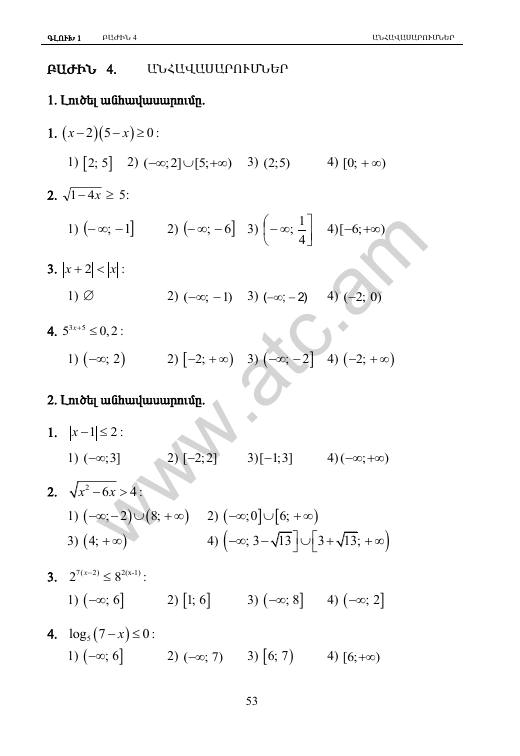 ԳԼՈՒԽ 1 ԲԱԺԻՆ 4 ԱՆՀԱՎԱՍԱՐՈՒՄՆԵՐ
ԲԱԺԻՆ 4. ԱՆՀԱՎԱՍԱՐՈՒՄՆԵՐ
1. Լուծել անհավասարումը.
1. (x−2)(5−x) ≥ 0 :
1) [2; 5] 2) (−∞; 2]∪[5;+∞) 3) (2;5) 4) [0; +∞)
2. √(1−4x) ≥ 5:
1) (−∞; −1] 2) (−∞; −6] 3) (−∞; 1/4] 4)[−6;+∞)
3. |x+2| < |x| :
1) ∅ 2) (−∞; −1) 3) (−∞; −2) 4) (−2; 0)
4. 5^(3x+5) ≤ 0,2 :
1) (−∞; 2) 2) [−2; +∞) 3) (−∞; −2] 4) (−2; +∞)
2. Լուծել անհավասարումը.
1. |x−1| ≤ 2 :
1) (−∞;3] 2) [−2;2] 3)[−1;3] 4)(−∞;+∞)
2. √(x²−6x) > 4 :
1) (−∞;−2)∪(8; +∞) 2) (−∞;0]∪[6; +∞)
3) (4; +∞) 4) (−∞; 3−√13]∪[3+√13; +∞)
3. 2^(7(x−2)) ≤ 8^(2(x-1)) :
1) (−∞; 6] 2) [1; 6] 3) (−∞; 8] 4) (−∞; 2]
4. log₅(7−x) ≤ 0 :
1) (−∞; 6] 2) (−∞; 7) 3) [6; 7) 4) [6;+∞)
www.atc.am
53